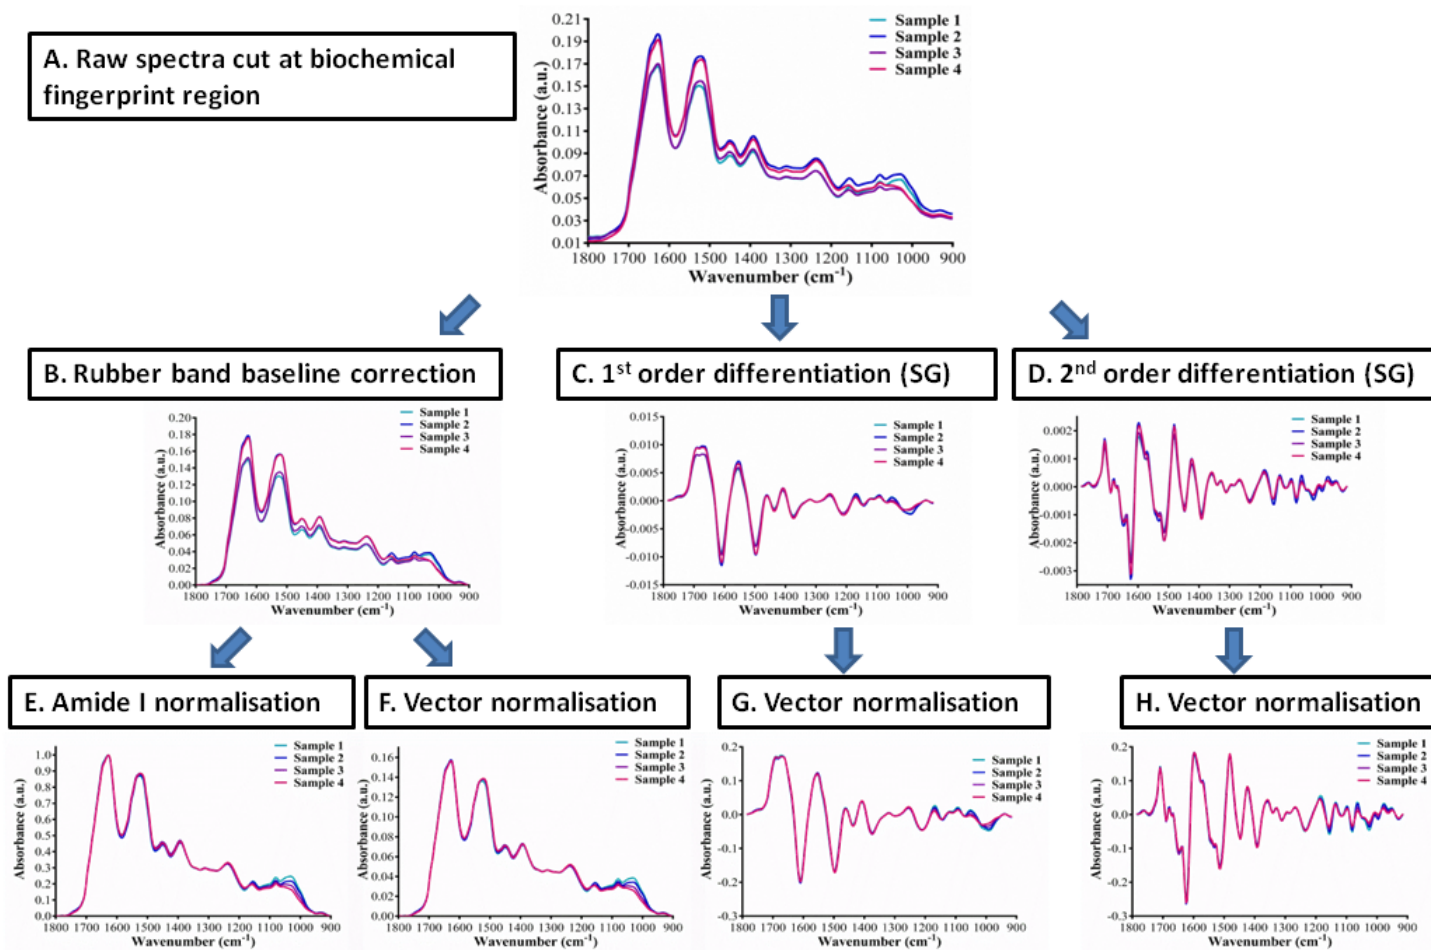 A. Raw spectra cut at biochemical
fingerprint region
Sample 1
Sample 2
Sample 3
Sample 4
Absorbance (a.u.)
0.21
0.19
0.17
0.15
0.13
0.11
0.09
0.07
0.05
0.03
0.01
1800 1700 1600 1500 1400 1300 1200 1100 1000 900
Wavenumber (cm⁻¹)
B. Rubber band baseline correction
Sample 1
Sample 2
Sample 3
Sample 4
Absorbance (a.u.)
0.20
0.18
0.16
0.14
0.12
0.10
0.08
0.06
0.04
0.02
0.00
1800 1700 1600 1500 1400 1300 1200 1100 1000 900
Wavenumber (cm⁻¹)
C. 1st order differentiation (SG)
Sample 1
Sample 2
Sample 3
Sample 4
Absorbance (a.u.)
0.015
0.010
0.005
0.000
-0.005
-0.010
-0.015
1800 1700 1600 1500 1400 1300 1200 1100 1000 900
Wavenumber (cm⁻¹)
D. 2nd order differentiation (SG)
Sample 1
Sample 2
Sample 3
Sample 4
Absorbance (a.u.)
0.002
0.001
0.000
-0.001
-0.002
-0.003
1800 1700 1600 1500 1400 1300 1200 1100 1000 900
Wavenumber (cm⁻¹)
E. Amide I normalisation
Sample 1
Sample 2
Sample 3
Sample 4
Absorbance (a.u.)
1.0
0.9
0.8
0.7
0.6
0.5
0.4
0.3
0.2
0.1
0.0
1800 1700 1600 1500 1400 1300 1200 1100 1000 900
Wavenumber (cm⁻¹)
F. Vector normalisation
Sample 1
Sample 2
Sample 3
Sample 4
Absorbance (a.u.)
0.16
0.14
0.12
0.10
0.08
0.06
0.04
0.02
0.00
1800 1700 1600 1500 1400 1300 1200 1100 1000 900
Wavenumber (cm⁻¹)
G. Vector normalisation
Sample 1
Sample 2
Sample 3
Sample 4
Absorbance (a.u.)
0.2
0.1
0.0
-0.1
-0.2
-0.3
1800 1700 1600 1500 1400 1300 1200 1100 1000 900
Wavenumber (cm⁻¹)
H. Vector normalisation
Sample 1
Sample 2
Sample 3
Sample 4
Absorbance (a.u.)
0.2
0.1
0.0
-0.1
-0.2
-0.3
1800 1700 1600 1500 1400 1300 1200 1100 1000 900
Wavenumber (cm⁻¹)